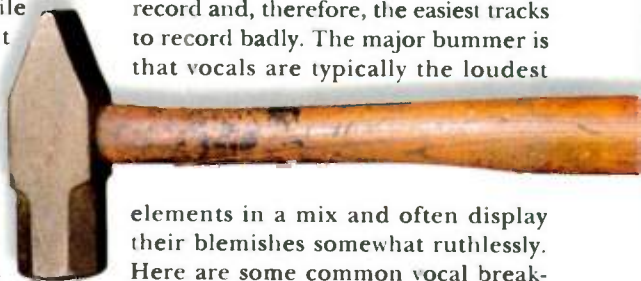 ile
t
record and, therefore, the easiest tracks
to record badly. The major bummer is
that vocals are typically the loudest
elements in a mix and often display
their blemishes somewhat ruthlessly.
Here are some common vocal break-